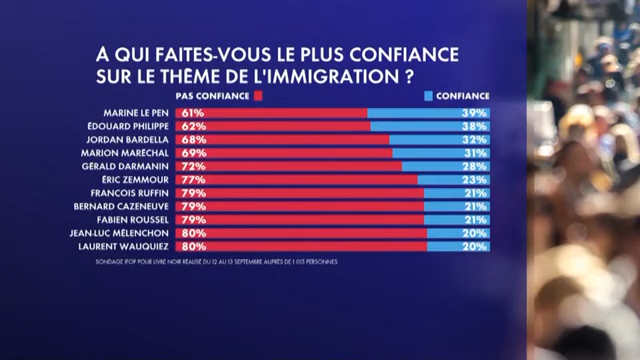 A QUI FAITES-VOUS LE PLUS CONFIANCE
SUR LE THÈME DE L'IMMIGRATION ?
PAS CONFIANCE CONFIANCE
MARINE LE PEN 61% 39%
ÉDOUARD PHILIPPE 62% 38%
JORDAN BARDELLA 68% 32%
MARION MARÉCHAL 69% 31%
GÉRALD DARMANIN 72% 28%
ÉRIC ZEMMOUR 77% 23%
FRANCOIS RUFFIN 79% 21%
BERNARD CAZENEUVE 79% 21%
FABIEN ROUSSEL 79% 21%
JEAN-LUC MÉLENCHON 80% 20%
LAURENT WAUQUIEZ 80% 20%
SONDAGE IFOP POUR LIVRE NOIR RÉALISÉ DU 12 AU 13 SEPTEMBRE AUPRÈS DE 1 013 PERSONNES